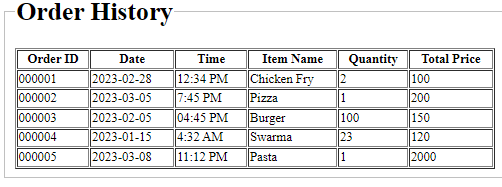 Order History
Order ID Date Time Item Name Quantity Total Price
000001 2023-02-28 12:34 PM Chicken Fry 2 100
000002 2023-03-05 7:45 PM Pizza 1 200
000003 2023-02-05 04:45 PM Burger 100 150
000004 2023-01-15 4:32 AM Swarma 23 120
000005 2023-03-08 11:12 PM Pasta 1 2000